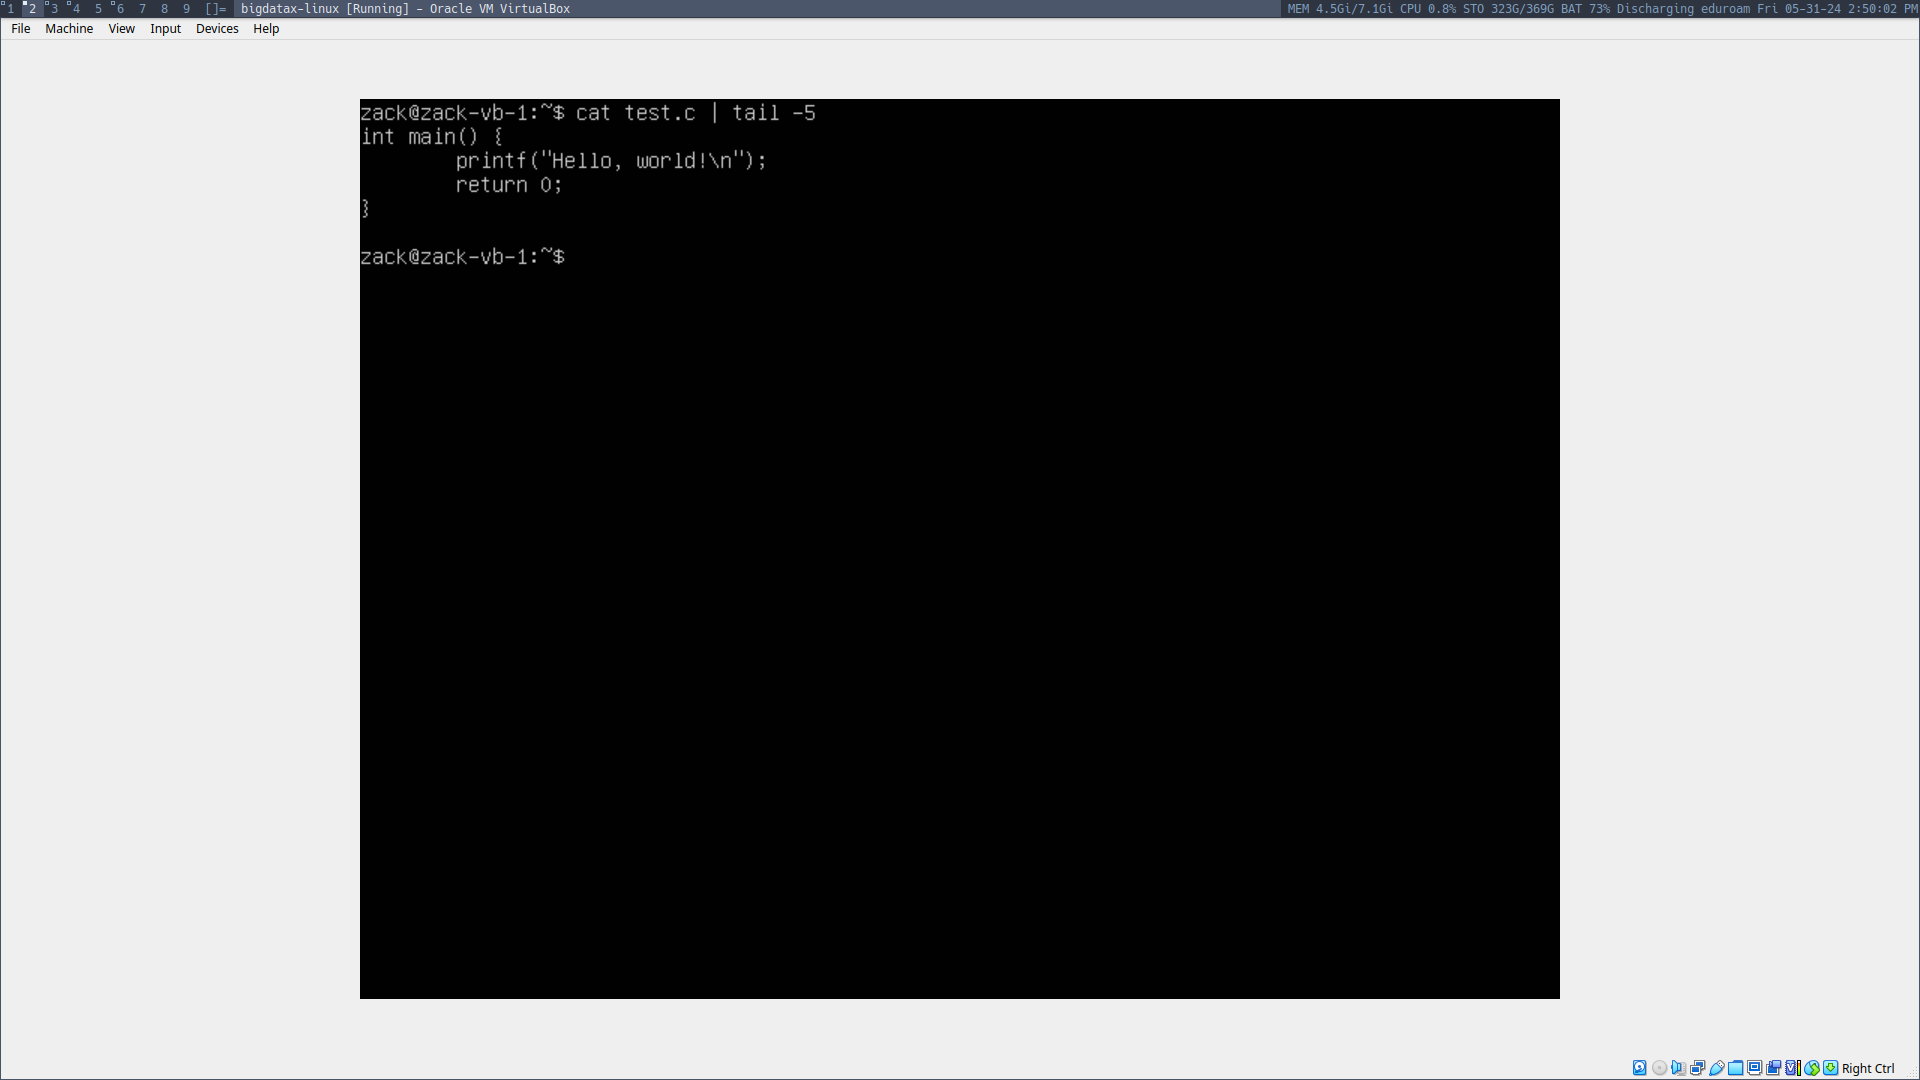 1 2 3 4 5 6 7 8 9 []= bigdatax-linux [Running] - Oracle VM VirtualBox MEM 4.5Gi/7.1Gi CPU 0.8% STO 323G/369G BAT 73% Discharging eduroam Fri 05-31-24 2:50:02 PM
File Machine View Input Devices Help
zack@zack-vb-1:~$ cat test.c | tail -5
int main() {
        printf("Hello, world!\n");
        return 0;
}
zack@zack-vb-1:~$
Right Ctrl